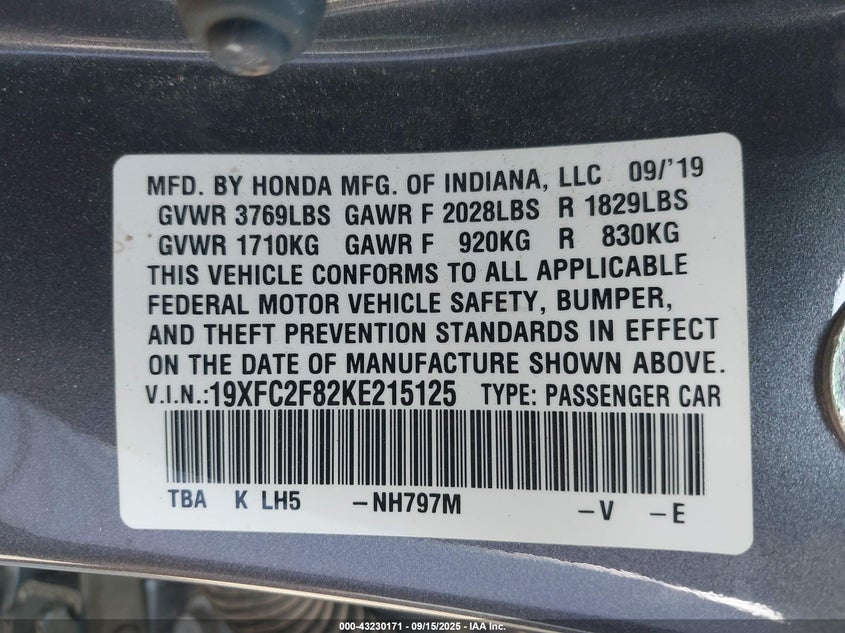 MFD. BY HONDA MFG. OF INDIANA, LLC 09/'19
GVWR 3769LBS GAWR F 2028LBS R 1829LBS
GVWR 1710KG GAWR F 920KG R 830KG
THIS VEHICLE CONFORMS TO ALL APPLICABLE
FEDERAL MOTOR VEHICLE SAFETY, BUMPER,
AND THEFT PREVENTION STANDARDS IN EFFECT
ON THE DATE OF MANUFACTURE SHOWN ABOVE.
V.I.N.:19XFC2F82KE215125 TYPE: PASSENGER CAR
TBA K LH5 –NH797M –V –E
000-43230171 - 09/15/2025 - IAA Inc.